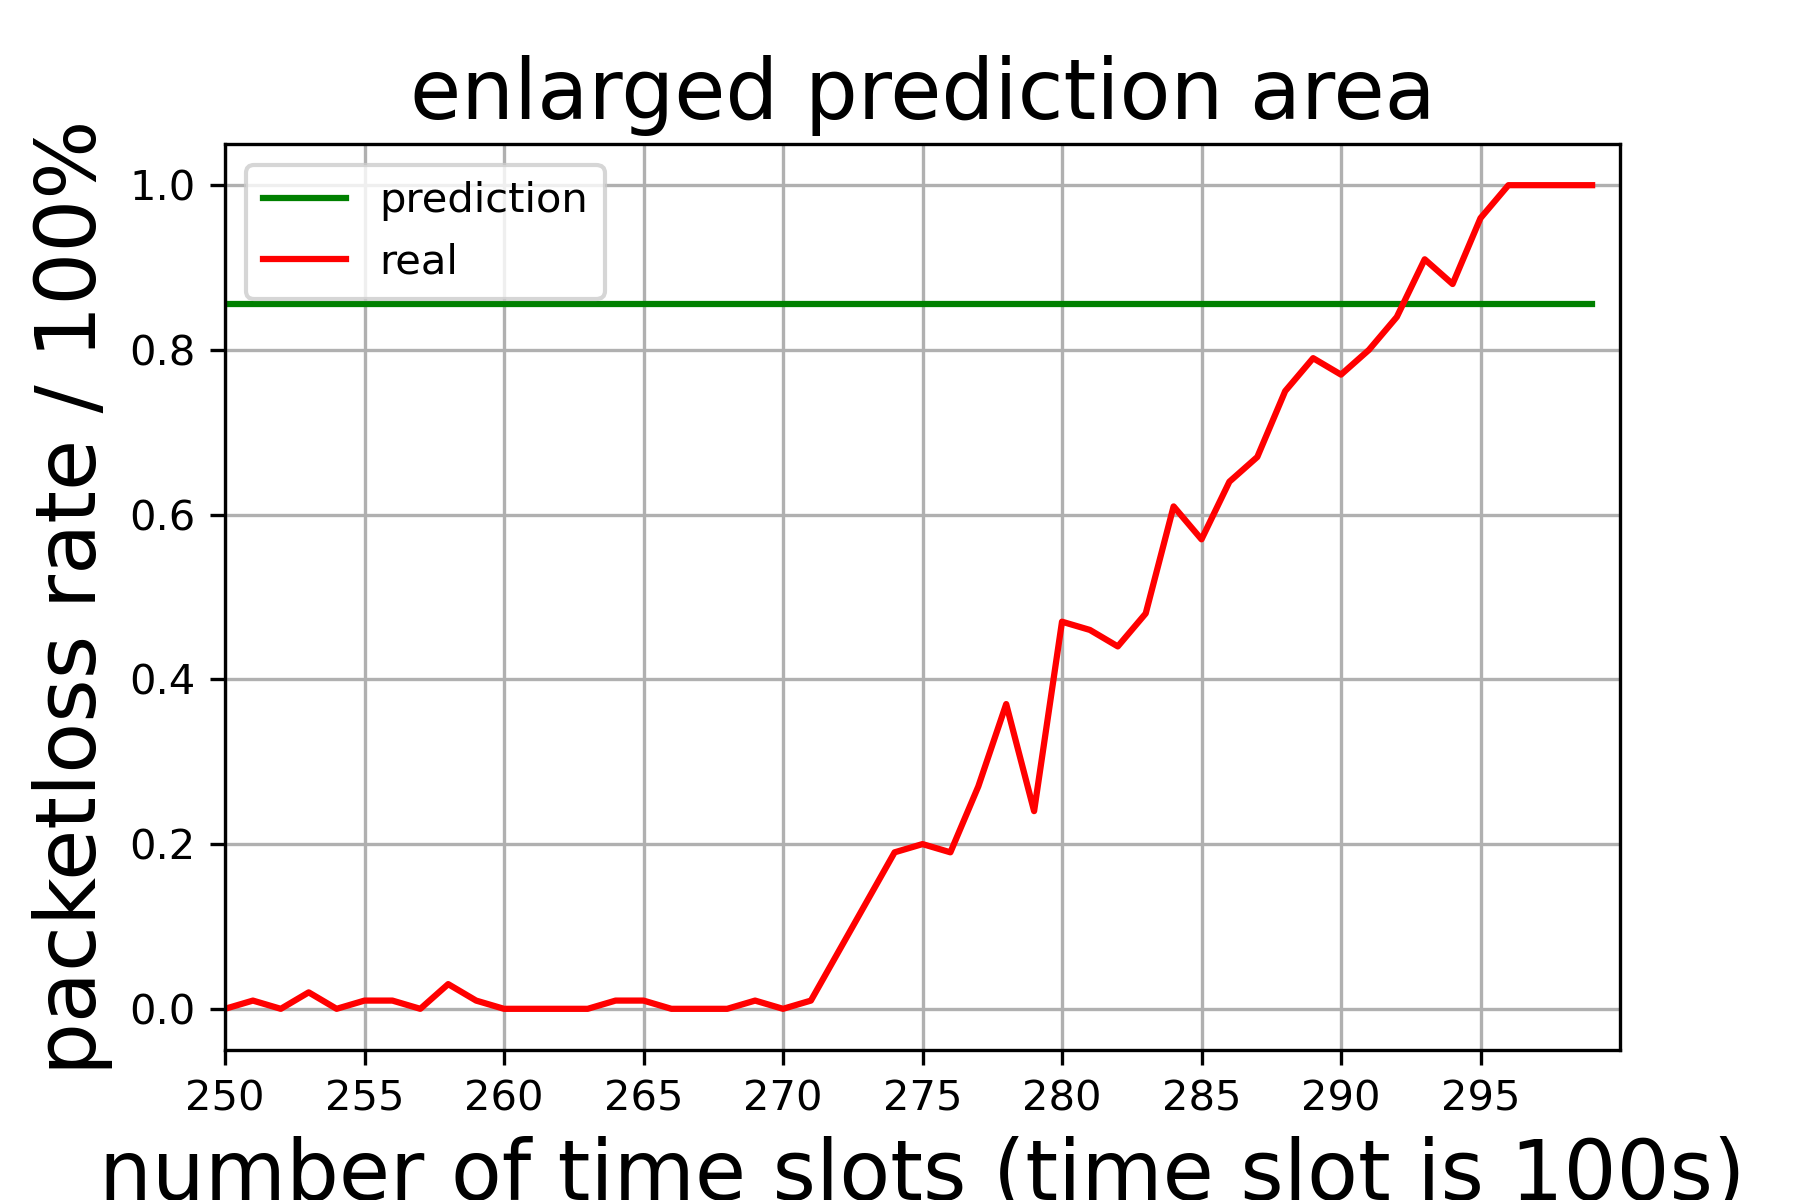 enlarged prediction area
packetloss rate / 100%
1.0
0.8
0.6
0.4
0.2
0.0
prediction
real
250 255 260 265 270 275 280 285 290 295
number of time slots (time slot is 100s)